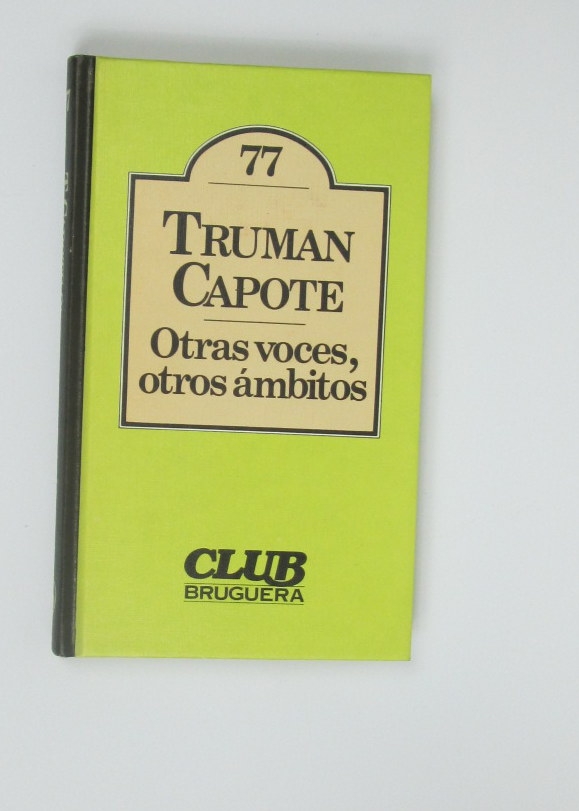 77
TRUMAN
CAPOTE
Otras voces,
otros ámbitos
CLUB
BRUGUERA